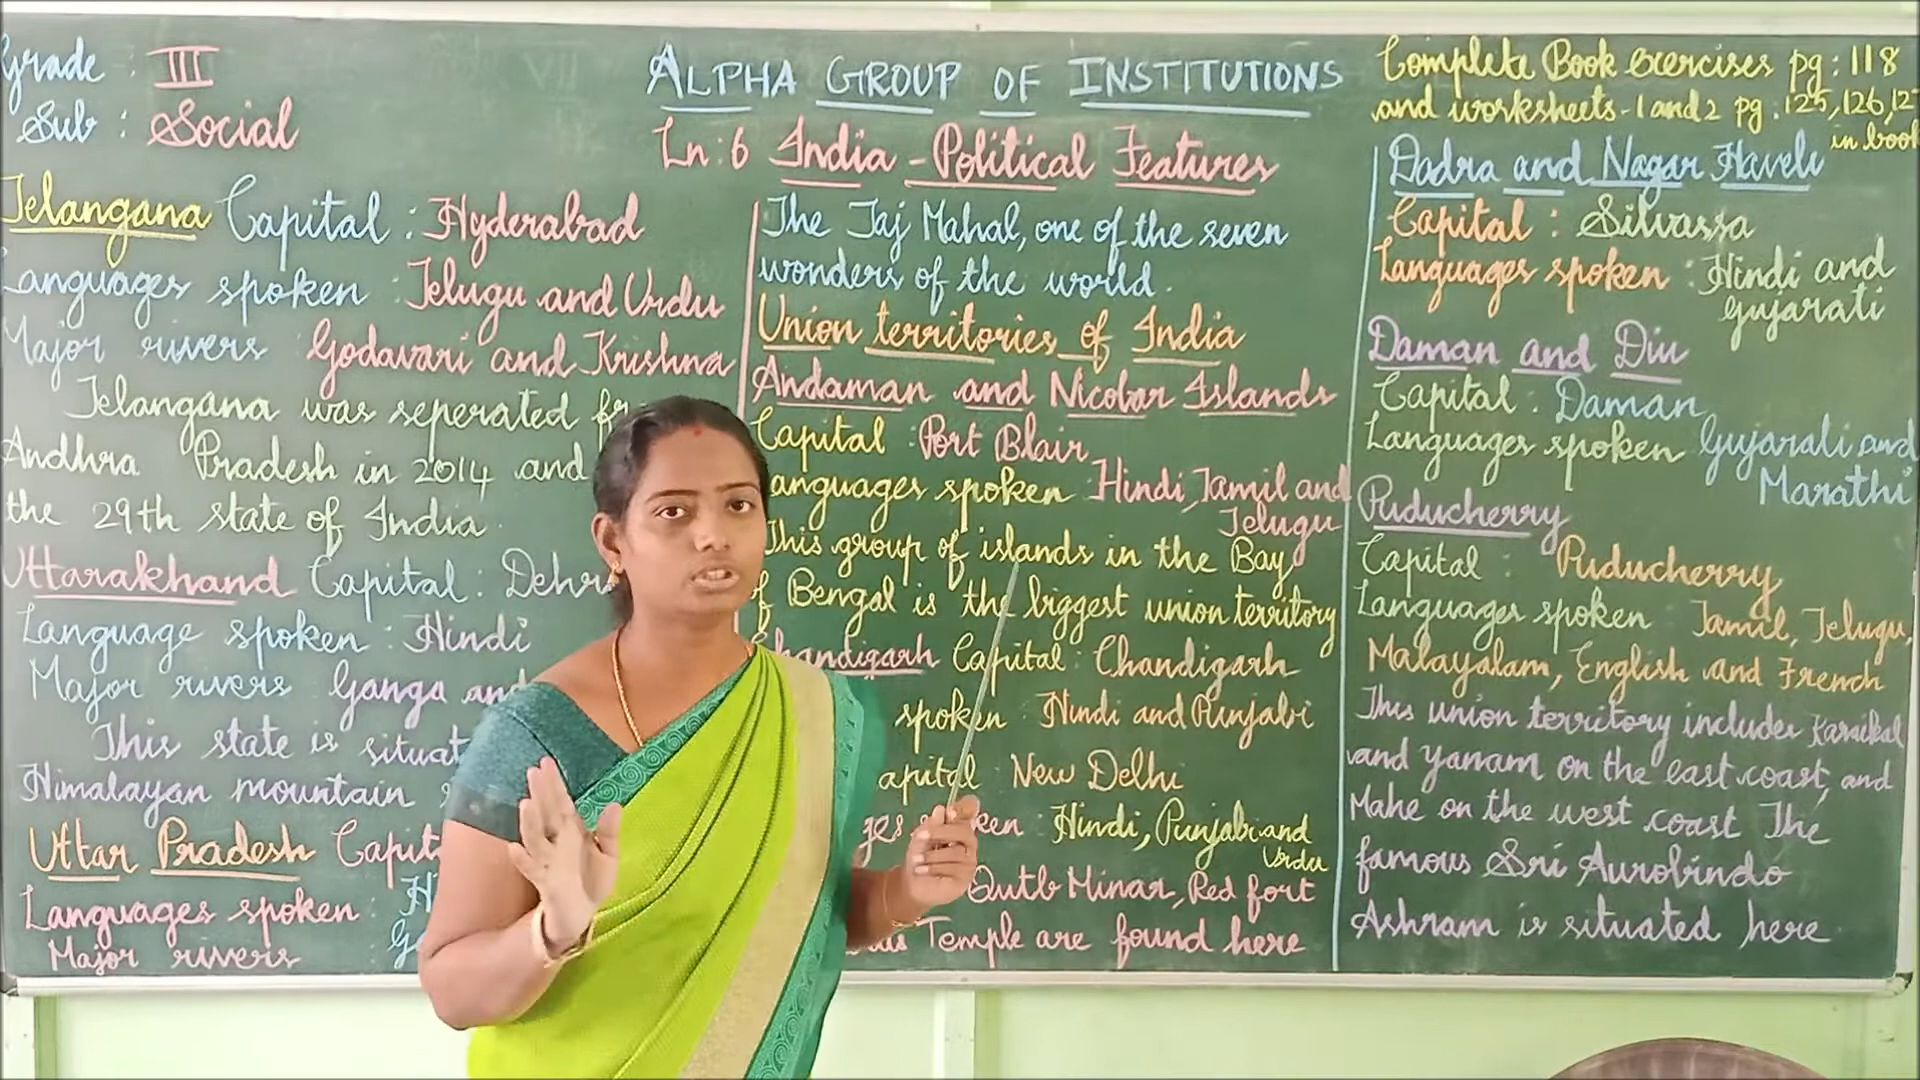 Grade : III
Sub : Social
ALPHA GROUP OF INSTITUTIONS
Ln: 6 India - Political Features
Complete Book exercises pg: 118
and worksheets - 1 and 2 pg. 125, 126, 12
in book
Telangana Capital : Hyderabad
Languages spoken : Telugu and Urdu
Major rivers Godavari and Krishna
Telangana was seperated
Andhra Pradesh in 2014 and
the 29th state of India.
Uttarakhand Capital :
Language spoken : Hindi
Major rivers Ganga
This state is
Himalayan mountain
Uttar Pradesh
Languages spoken :
Major rivers
The Taj Mahal, one of the seven
wonders of the world.
Union territories of India
Andaman and Nicobar Islands
Capital : Port Blair
Languages spoken : Hindi, Tamil and
Telugu
This group of islands in the Bay
of Bengal is the biggest union territory
Chandigarh Capital : Chandigarh
spoken Hindi and Punjabi
New Delhi
Hindi, Punjabi and
Urdu
Qutb Minar, Red fort
Temple are found here
Dadra and Nagar Haveli
Capital : Silvassa
Languages spoken : Hindi and
Gujarati
Daman and Diu
Capital : Daman
Languages spoken Gujarati and
Marathi
Puducherry
Capital : Puducherry
Languages spoken Tamil, Telugu,
Malayalam, English and French
This union territory includes Karaikal
and Yanam on the east coast, and
Mahe on the west coast The
famous Sri Aurobindo
Ashram is situated here.